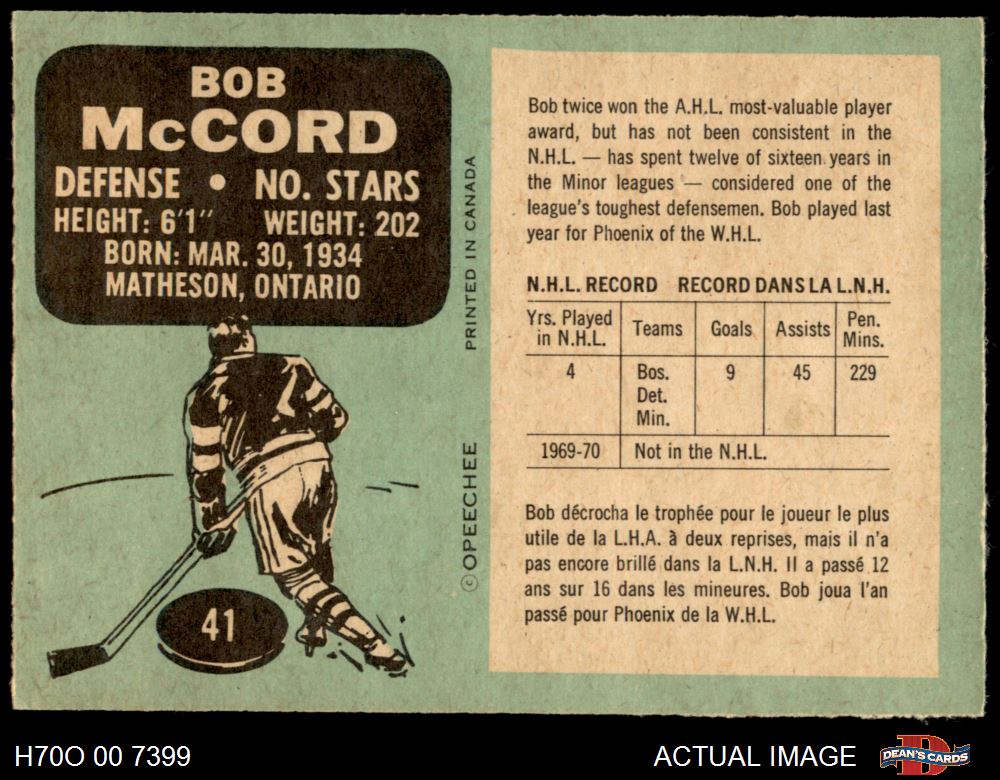 BOB
McCORD
DEFENSE • NO. STARS
HEIGHT: 6'1" WEIGHT: 202
BORN: MAR. 30, 1934
MATHESON, ONTARIO
41
PRINTED IN CANADA
© OPEECHEE
Bob twice won the A.H.L. most-valuable player
award, but has not been consistent in the
N.H.L. — has spent twelve of sixteen years in
the Minor leagues — considered one of the
league's toughest defensemen. Bob played last
year for Phoenix of the W.H.L.
N.H.L. RECORD RECORD DANS LA L.N.H.
Yrs. Played in N.H.L. Teams Goals Assists Pen. Mins.
4 Bos. 9 45 229
Det.
Min.
1969-70 Not in the N.H.L.
Bob décrocha le trophée pour le joueur le plus
utile de la L.H.A. à deux reprises, mais il n'a
pas encore brillé dans la L.N.H. Il a passé 12
ans sur 16 dans les mineures. Bob joua l'an
passé pour Phoenix de la W.H.L.
H70O 00 7399 ACTUAL IMAGE DEAN'S CARDS